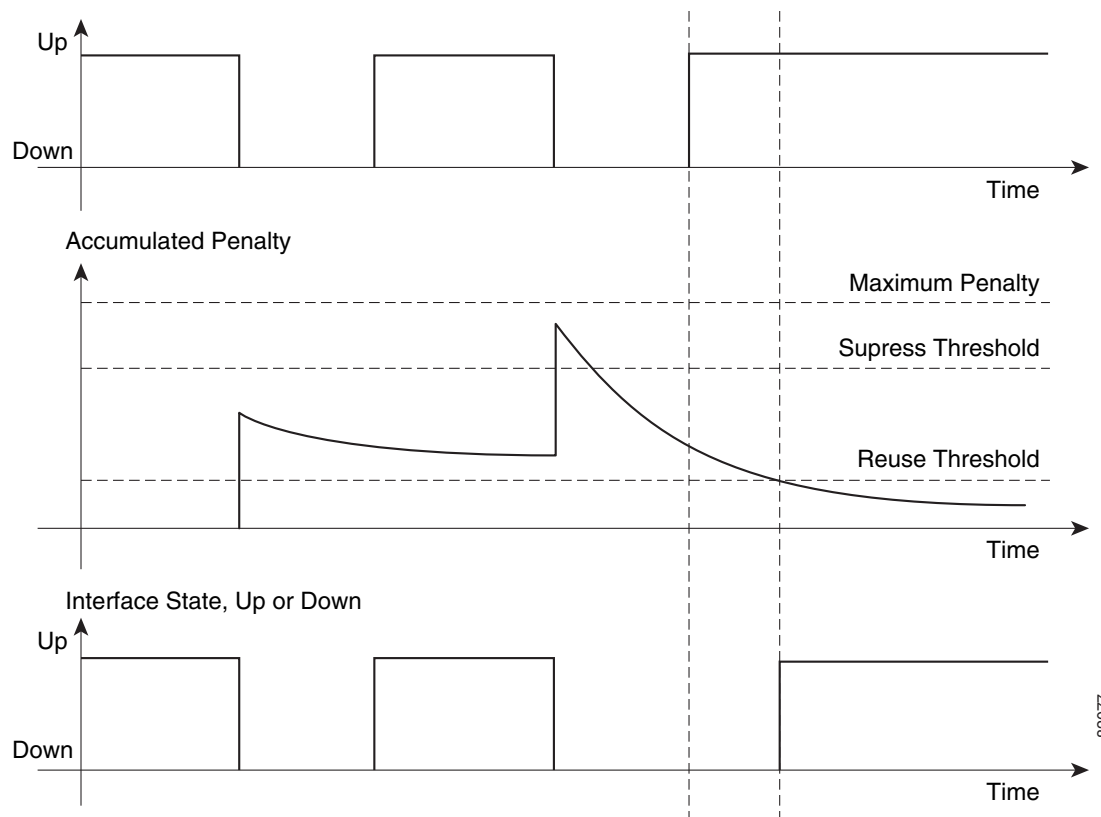 Up
Down
Time
Accumulated Penalty
Maximum Penalty
Supress Threshold
Reuse Threshold
Time
Interface State, Up or Down
Up
Down
Time